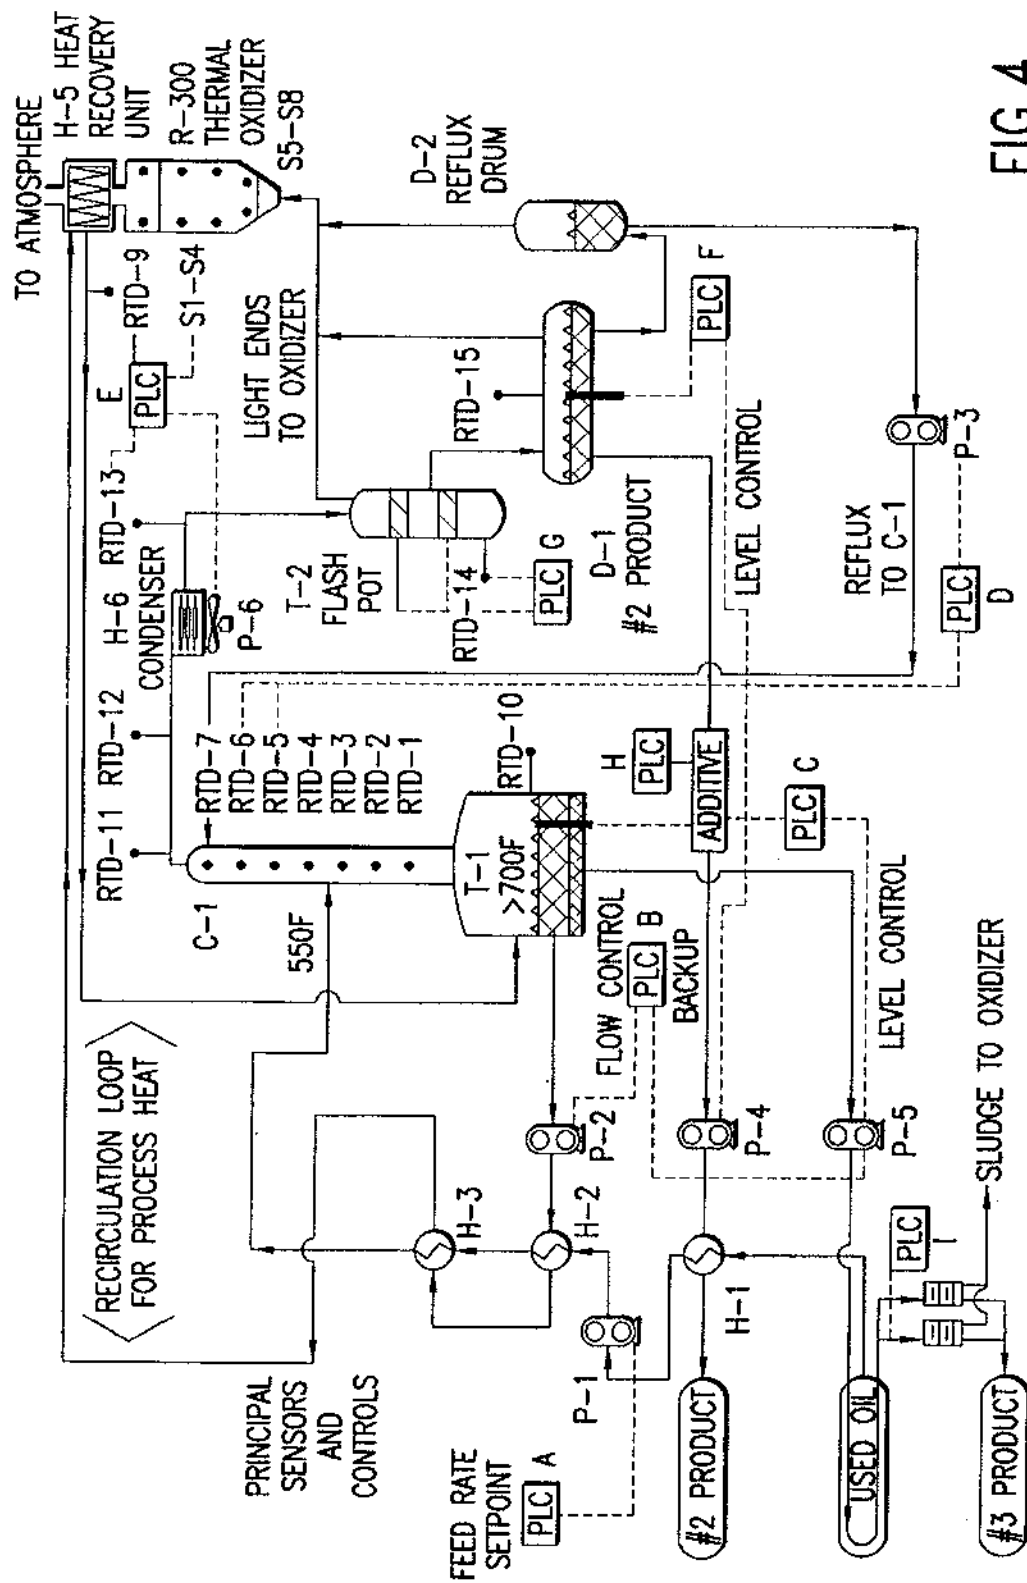 TO ATMOSPHERE
H-5 HEAT
RECOVERY
UNIT
R-300
THERMAL
OXIDIZER
S5-S8
RTD-9
S1-S4
E
PLC
RTD-13
H-6
CONDENSER
P-6
RTD-12
RTD-11
LIGHT ENDS
TO OXIDIZER
D-2
REFLUX
DRUM
RTD-15
PLC
F
T-2
FLASH
POT
RTD-14
PLC
G
D-1
#2 PRODUCT
LEVEL CONTROL
P-3
REFLUX
TO C-1
PLC
D
C-1
RTD-7
RTD-6
RTD-5
RTD-4
RTD-3
RTD-2
RTD-1
RTD-10
T-1
>700F
550F
H
PLC
ADDITIVE
PLC
C
FLOW CONTROL
PLC
B
BACKUP
LEVEL CONTROL
RECIRCULATION LOOP
FOR PROCESS HEAT
H-3
H-2
P-2
P-4
P-5
PRINCIPAL
SENSORS
AND
CONTROLS
P-1
H-1
FEED RATE
SETPOINT
PLC
A
#2 PRODUCT
USED OIL
#3 PRODUCT
PLC
I
SLUDGE TO OXIDIZER
FIG.4